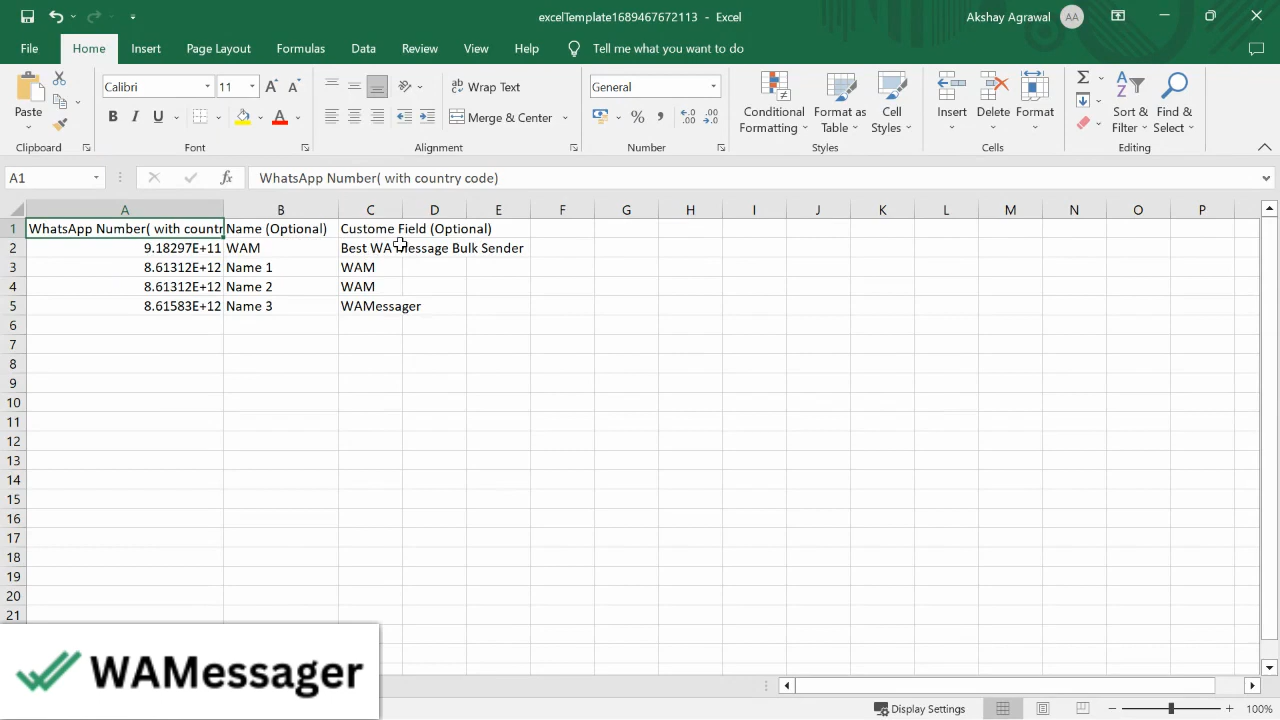 excelTemplate1689467672113 - Excel
Akshay Agrawal AA
File Home Insert Page Layout Formulas Data Review View Help Tell me what you want to do
Paste
Clipboard
Calibri 11
B I U
Font
Wrap Text
Merge & Center
Alignment
General
Number
Conditional Formatting
Format as Table
Cell Styles
Styles
Insert Delete Format
Cells
Sort & Filter
Find & Select
Editing
A1 fx WhatsApp Number( with country code)
A B C D E F G H I J K L M N O P
1 WhatsApp Number( with countr Name (Optional) Custome Field (Optional)
2 9.18297E+11 WAM Best WA Message Bulk Sender
3 8.61312E+12 Name 1 WAM
4 8.61312E+12 Name 2 WAM
5 8.61583E+12 Name 3 WAMessager
6
7
8
9
10
11
12
13
14
15
16
17
18
19
20
21
WAMessager
Display Settings 100%